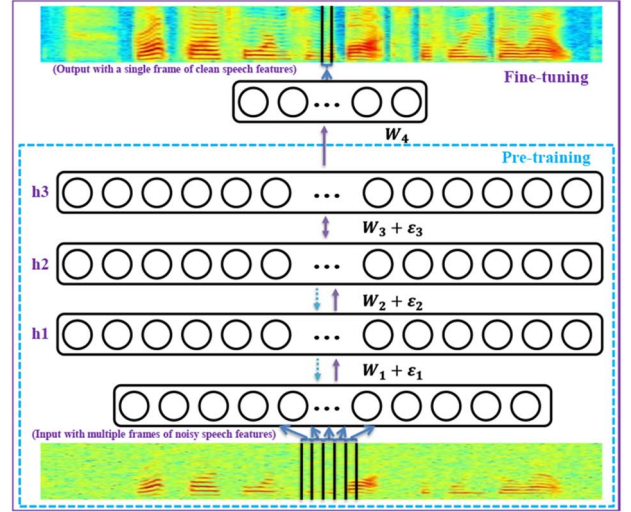 (Output with a single frame of clean speech features)
Fine-tuning
...
W₄
Pre-training
h3
...
W₃ + ε₃
h2
...
W₂ + ε₂
h1
...
W₁ + ε₁
...
(Input with multiple frames of noisy speech features)